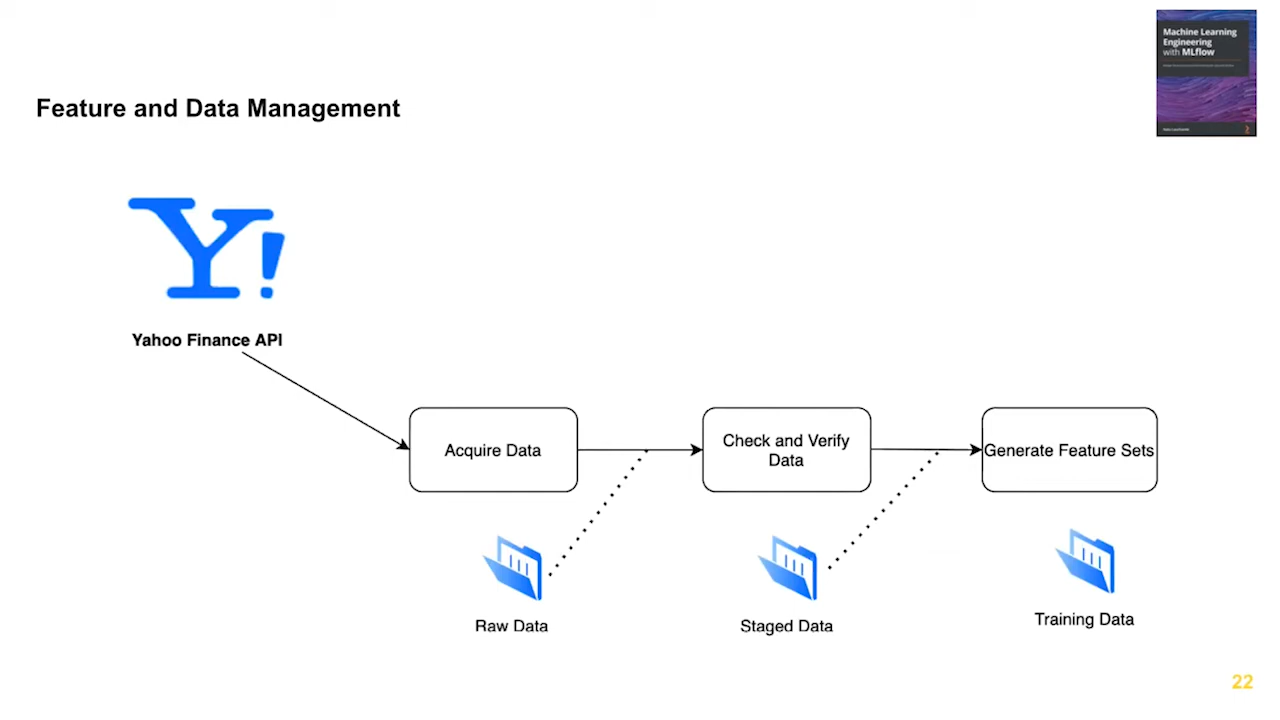 Machine Learning
Engineering
with MLflow
Feature and Data Management
Y!
Yahoo Finance API
Acquire Data
Check and Verify
Data
Generate Feature Sets
Raw Data
Staged Data
Training Data
22